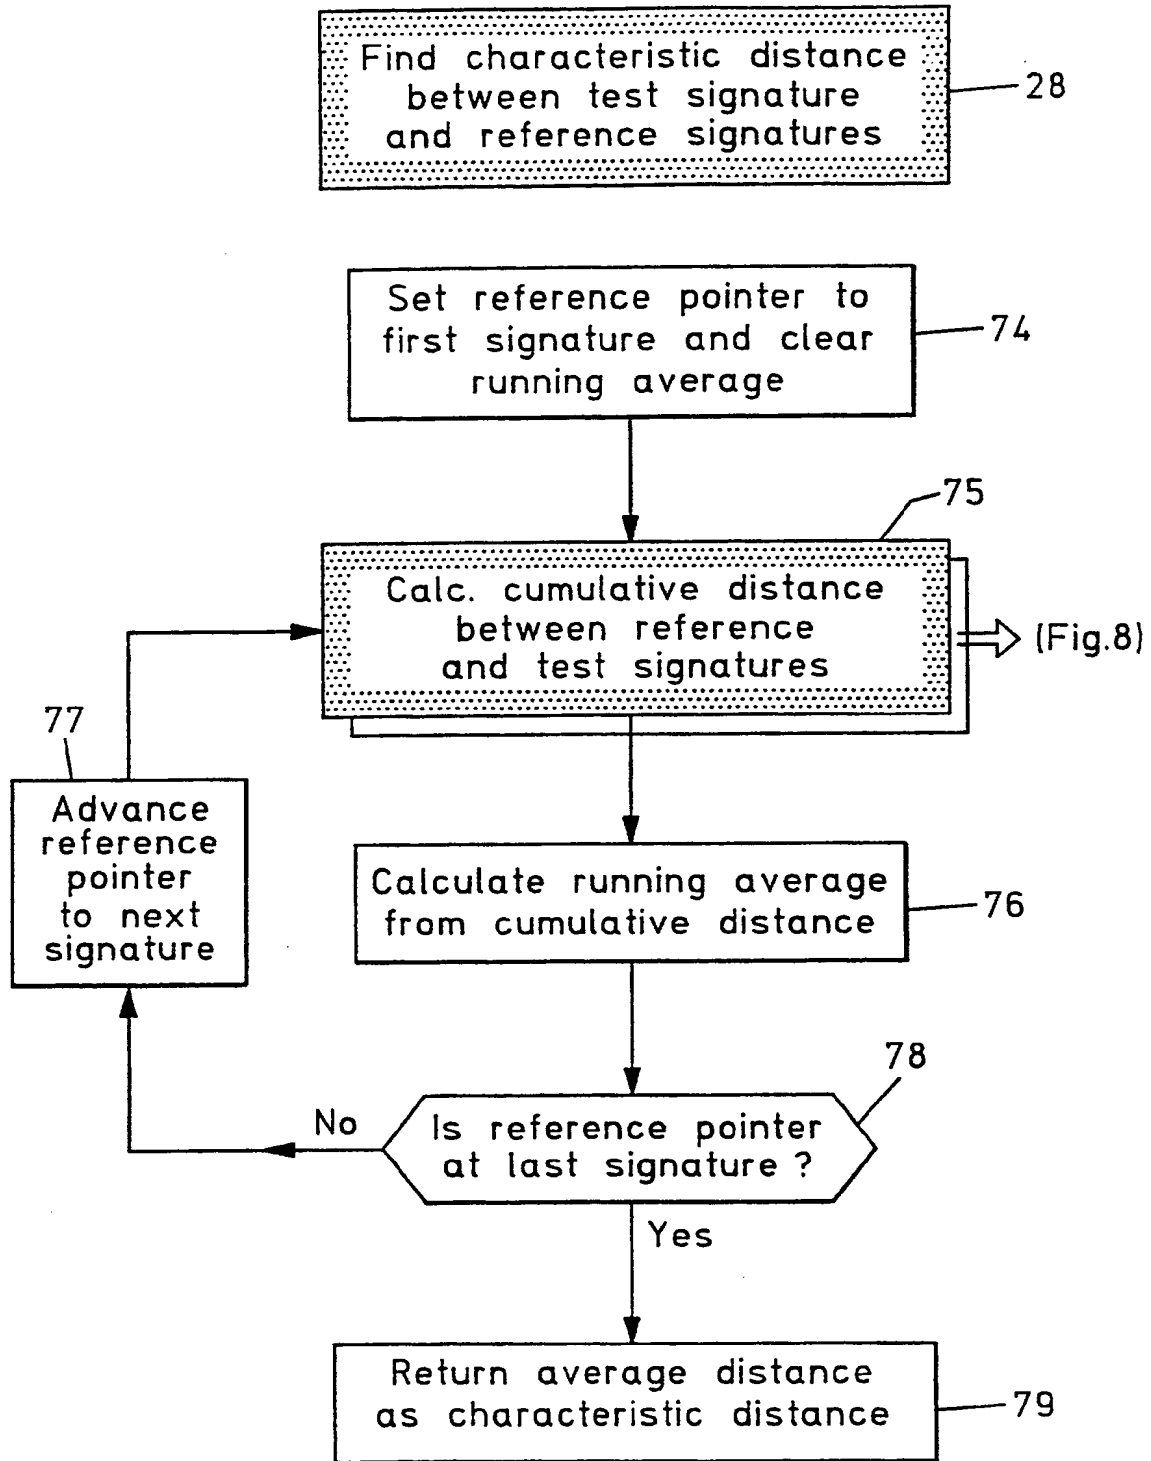 Find characteristic distance
between test signature
and reference signatures
28
Set reference pointer to
first signature and clear
running average
74
75
Calc. cumulative distance
between reference
and test signatures
(Fig.8)
77
Advance
reference
pointer
to next
signature
Calculate running average
from cumulative distance
76
78
No
Is reference pointer
at last signature ?
Yes
Return average distance
as characteristic distance
79